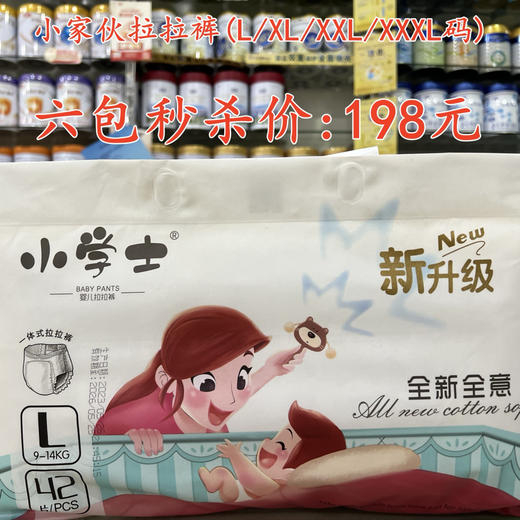 小家伙拉拉裤(L/XL/XXL/XXXL码)
六包秒杀价:198元
小学士®
BABY PANTS
婴儿拉拉裤
New
新升级
一体式拉拉裤
全新全意
All new cotton so
L
9-14KG
42
片/PCS